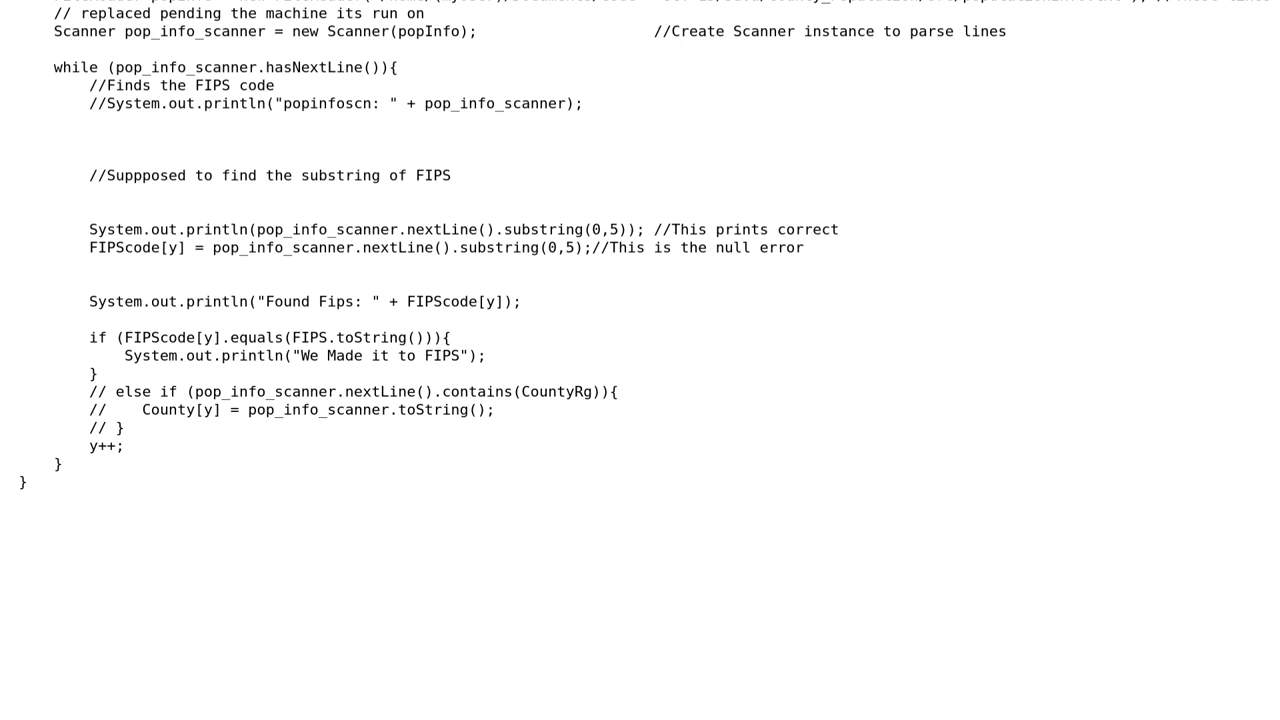 // replaced pending the machine its run on
Scanner pop_info_scanner = new Scanner(popInfo); //Create Scanner instance to parse lines
while (pop_info_scanner.hasNextLine()){
//Finds the FIPS code
//System.out.println("popinfoscn: " + pop_info_scanner);
//Suppposed to find the substring of FIPS
System.out.println(pop_info_scanner.nextLine().substring(0,5)); //This prints correct
FIPScode[y] = pop_info_scanner.nextLine().substring(0,5);//This is the null error
System.out.println("Found Fips: " + FIPScode[y]);
if (FIPScode[y].equals(FIPS.toString())){
System.out.println("We Made it to FIPS");
}
// else if (pop_info_scanner.nextLine().contains(CountyRg)){
// County[y] = pop_info_scanner.toString();
// }
y++;
}
}